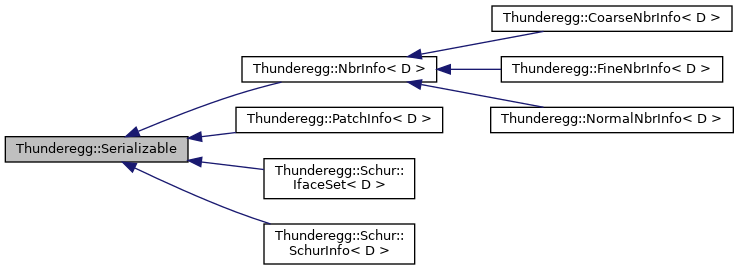 Thunderegg::CoarseNbrInfo< D >
Thunderegg::NbrInfo< D >
Thunderegg::FineNbrInfo< D >
Thunderegg::PatchInfo< D >
Thunderegg::NormalNbrInfo< D >
Thunderegg::Serializable
Thunderegg::Schur::
IfaceSet< D >
Thunderegg::Schur::
SchurInfo< D >